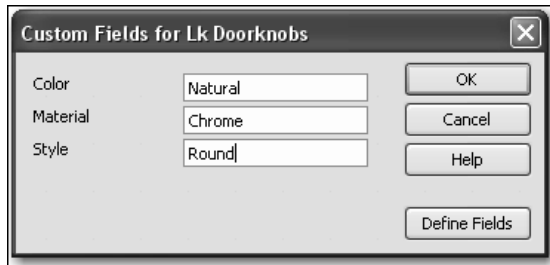 Custom Fields for Lk Doorknobs
Color Natural OK
Material Chrome Cancel
Style Round Help
Define Fields